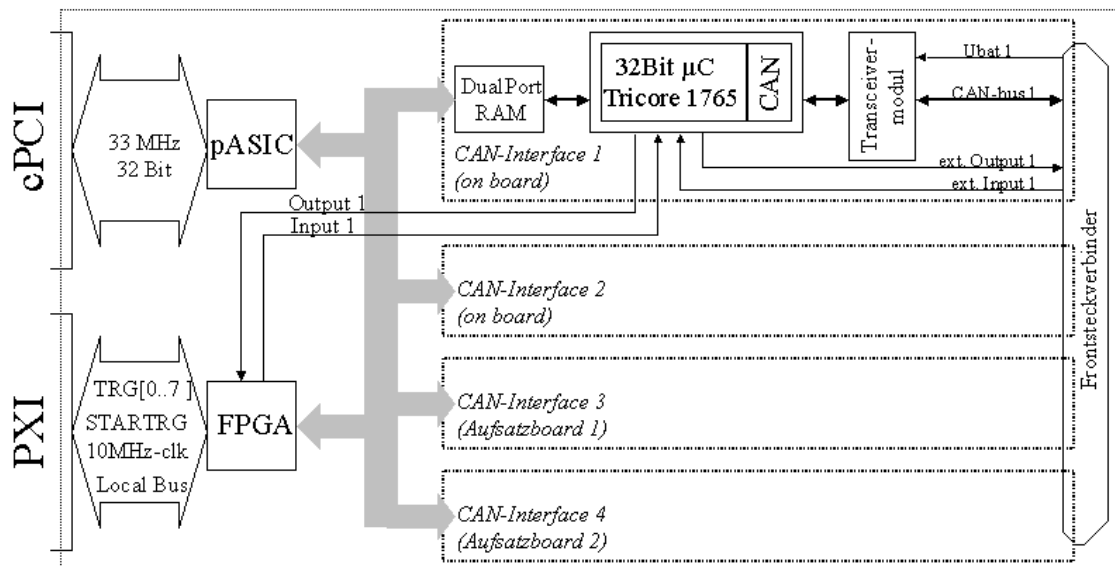 cPCI
33 MHz
32 Bit
pASIC
DualPort
RAM
32Bit μC
Tricore 1765
CAN
Transceiver-
modul
Ubat 1
CAN-bus 1
ext. Output 1
ext. Input 1
CAN-Interface 1
(on board)
Output 1
Input 1
CAN-Interface 2
(on board)
Frontsteckverbinder
PXI
TRG[0..7 ]
STARTRG
10MHz-clk
Local Bus
FPGA
CAN-Interface 3
(Aufsatzboard 1)
CAN-Interface 4
(Aufsatzboard 2)